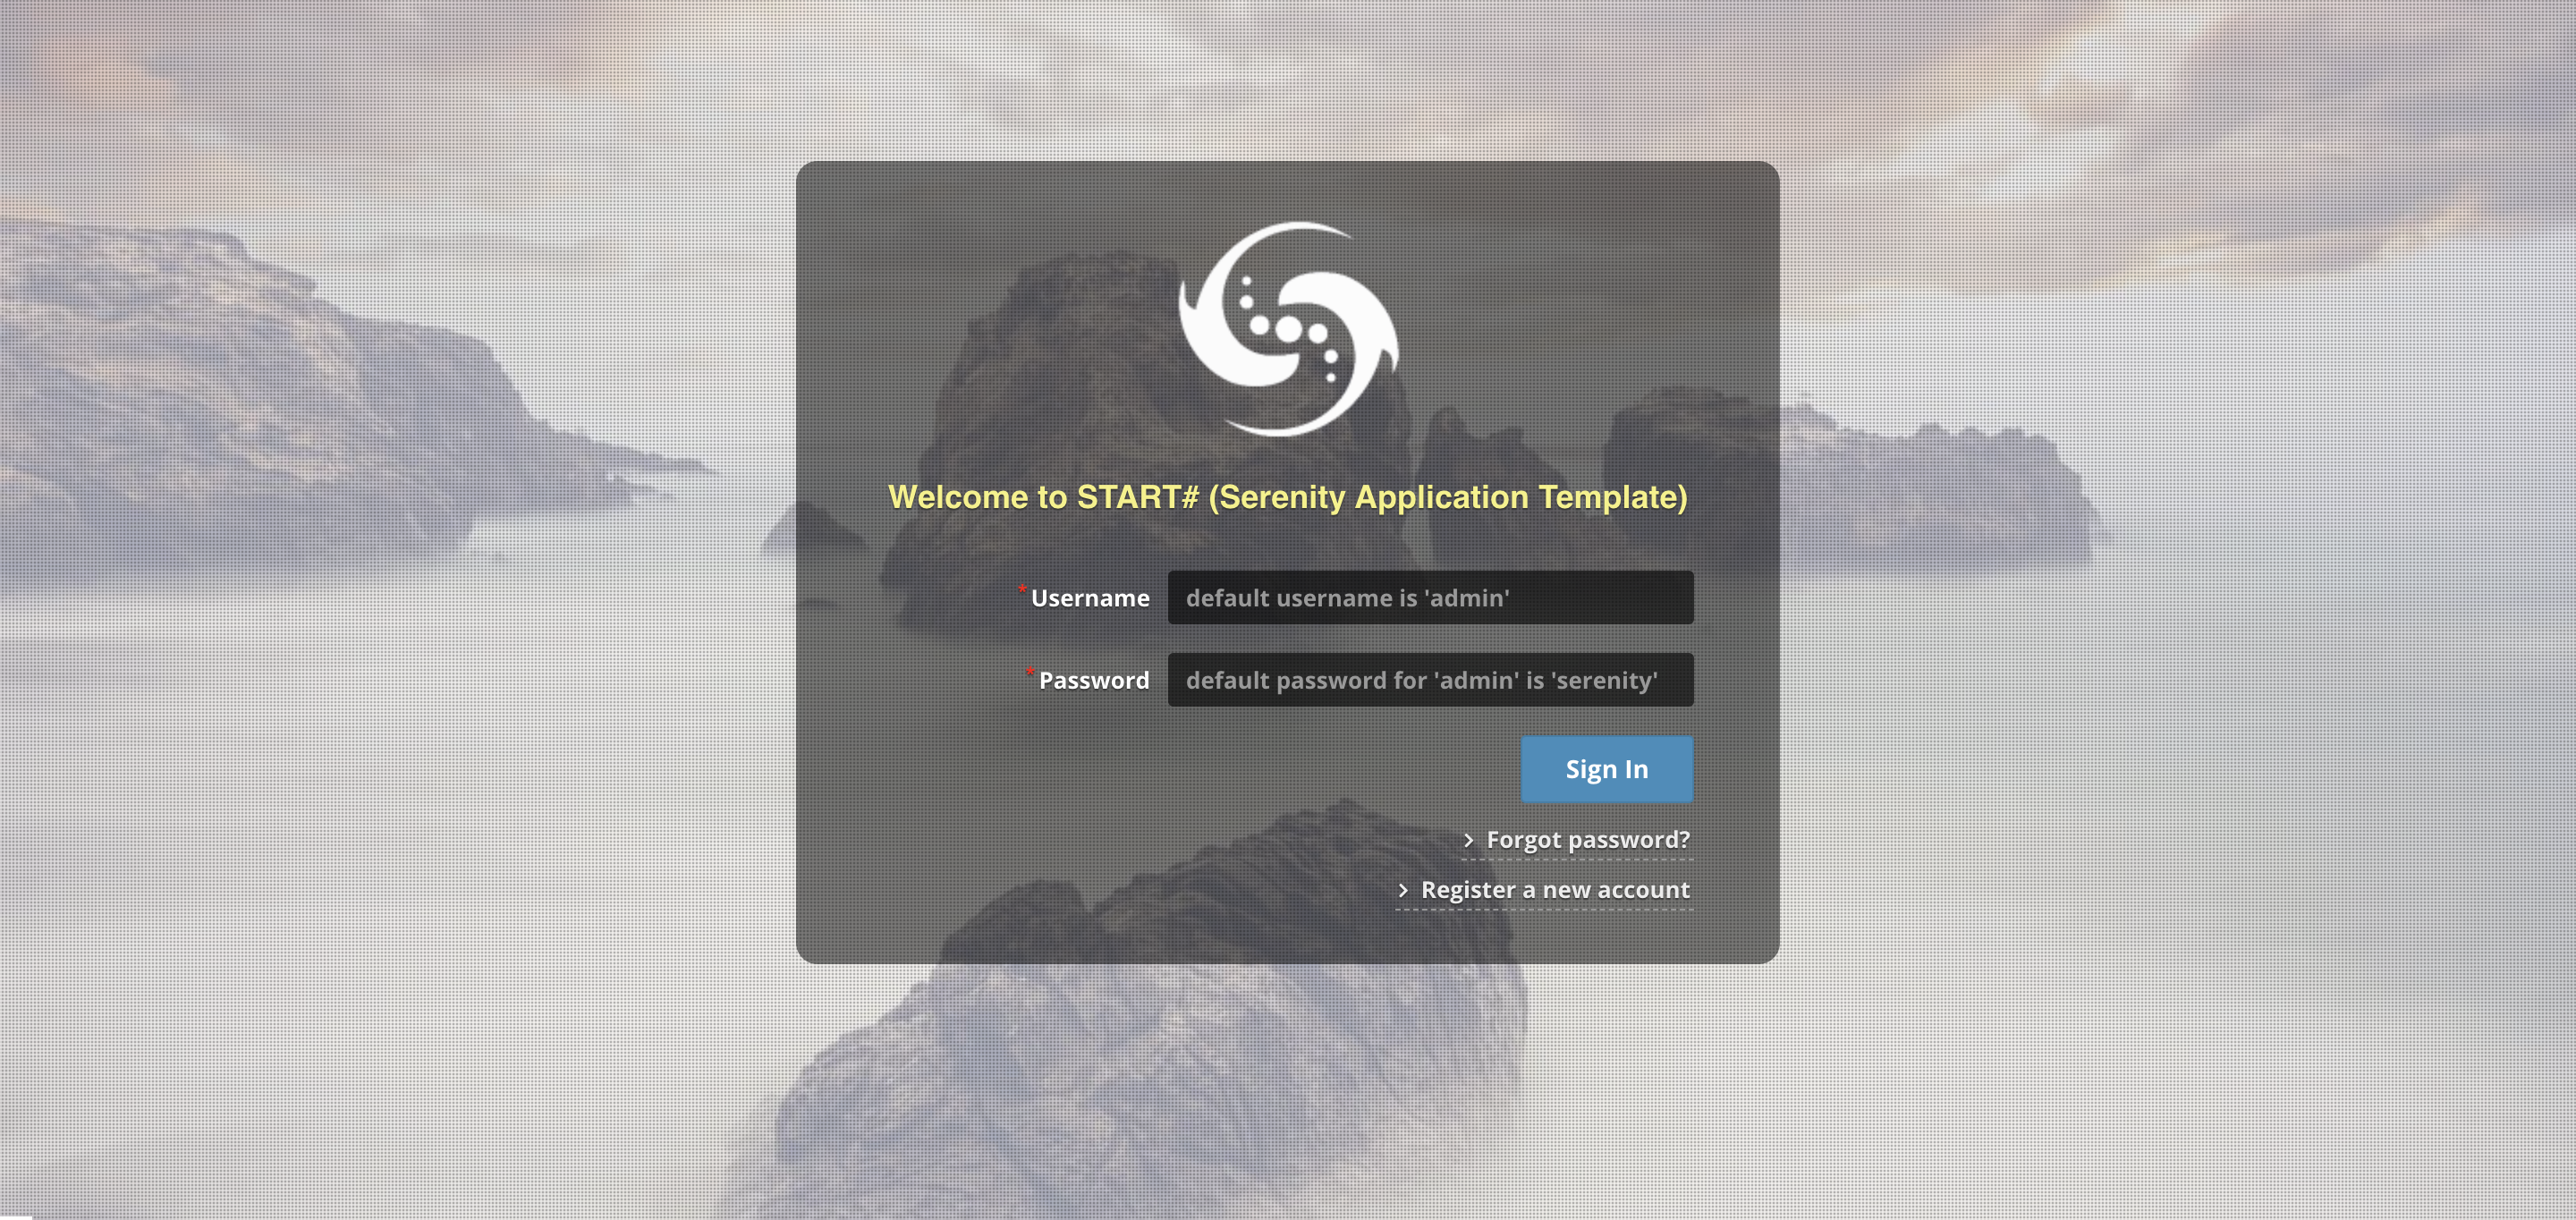 Welcome to START# (Serenity Application Template)
* Username
default username is 'admin'
* Password
default password for 'admin' is 'serenity'
Sign In
Forgot password?
Register a new account